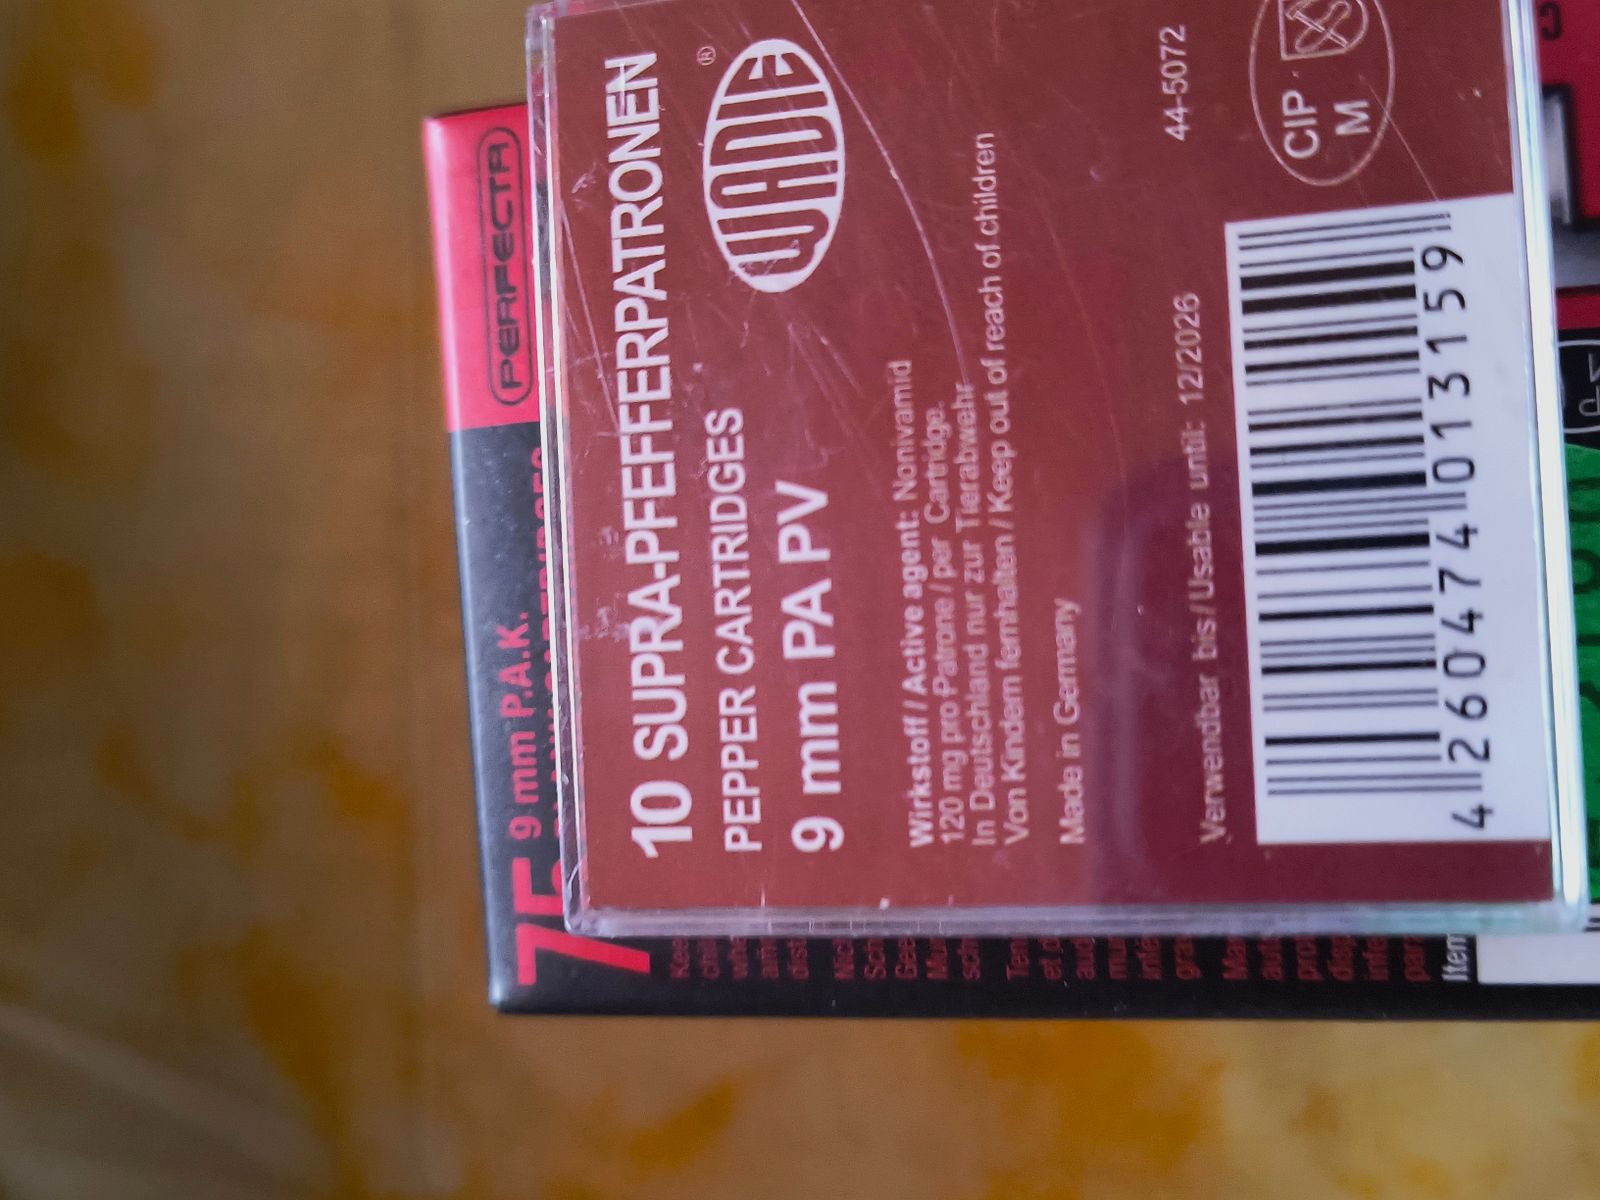 10 SUPRA-PFEFFERPATRONEN
PEPPER CARTRIDGES
9 mm PA PV
WADIE®
Wirkstoff / Active agent: Nonivamid
120 mg pro Patrone / per Cartridge.
In Deutschland nur zur Tierabwehr
Von Kindern fernhalten / Keep out of reach of children
Made in Germany
44-5072
Verwendbar bis / Usable until: 12/2026
CIP
M
4 260474 013159
PERFECTA
75 9 mm P.A.K.
Item